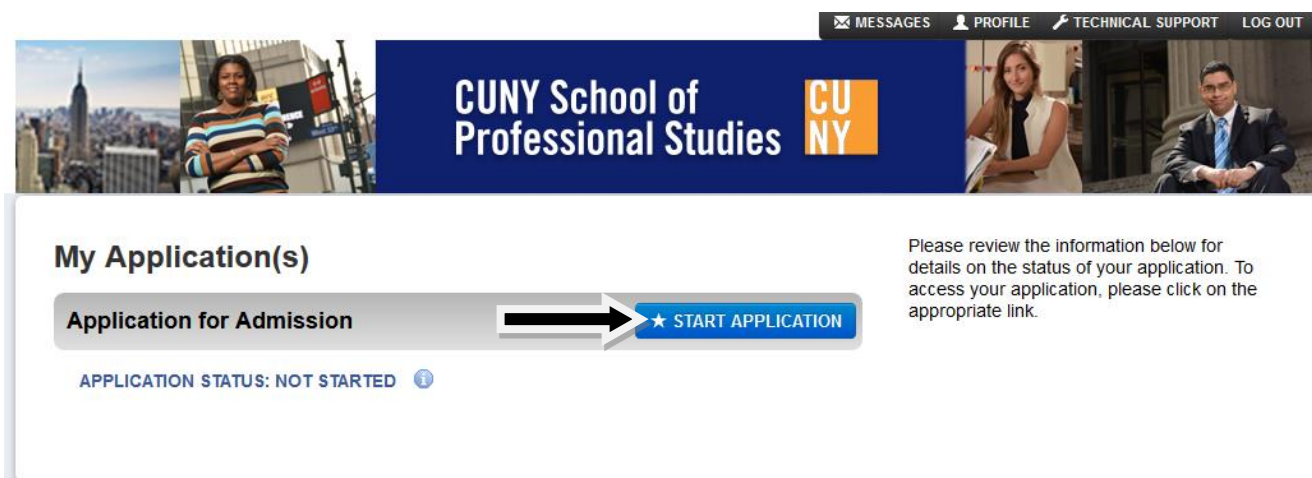 MESSAGES PROFILE TECHNICAL SUPPORT LOG OUT
CUNY School of
Professional Studies
CU
NY
My Application(s)
Application for Admission
★ START APPLICATION
APPLICATION STATUS: NOT STARTED
Please review the information below for
details on the status of your application. To
access your application, please click on the
appropriate link.